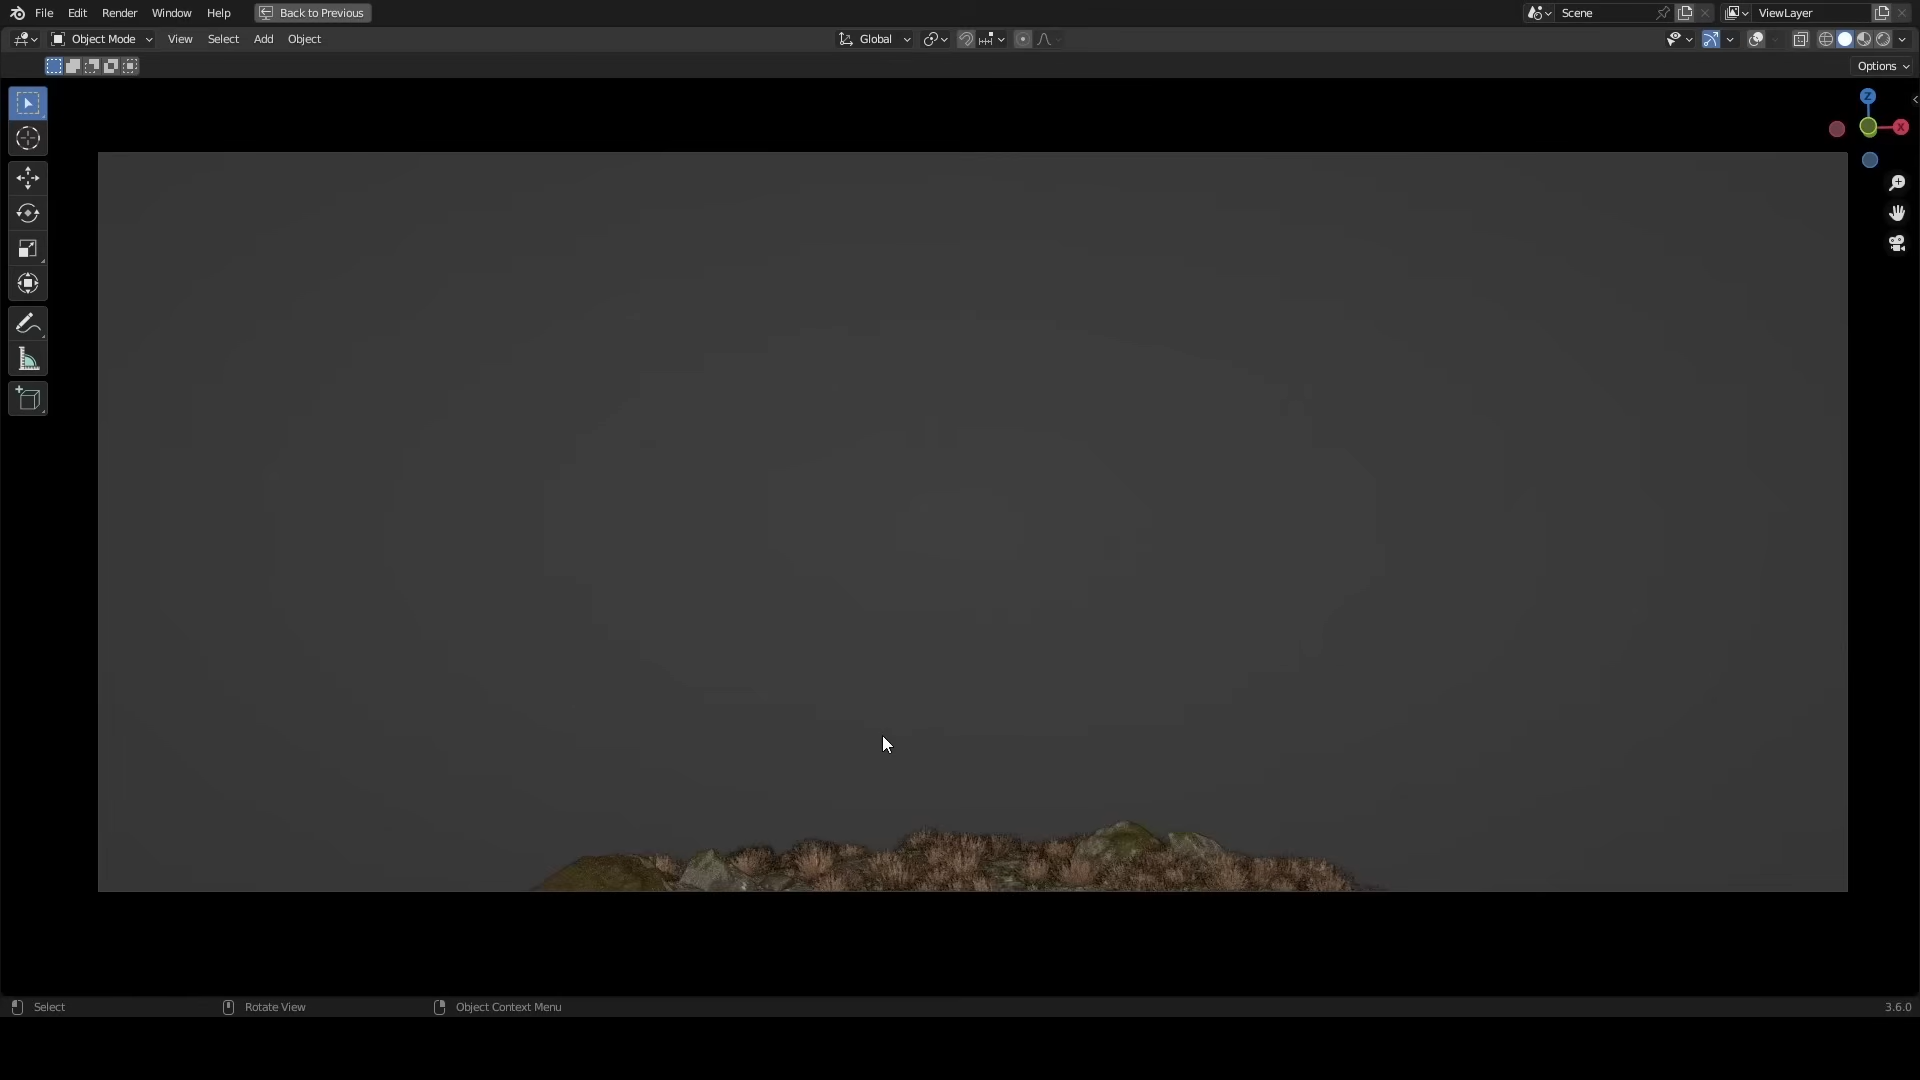 File Edit Render Window Help Back to Previous Scene ViewLayer
Object Mode View Select Add Object Global
Options
Z
X
Select Rotate View Object Context Menu 3.6.0